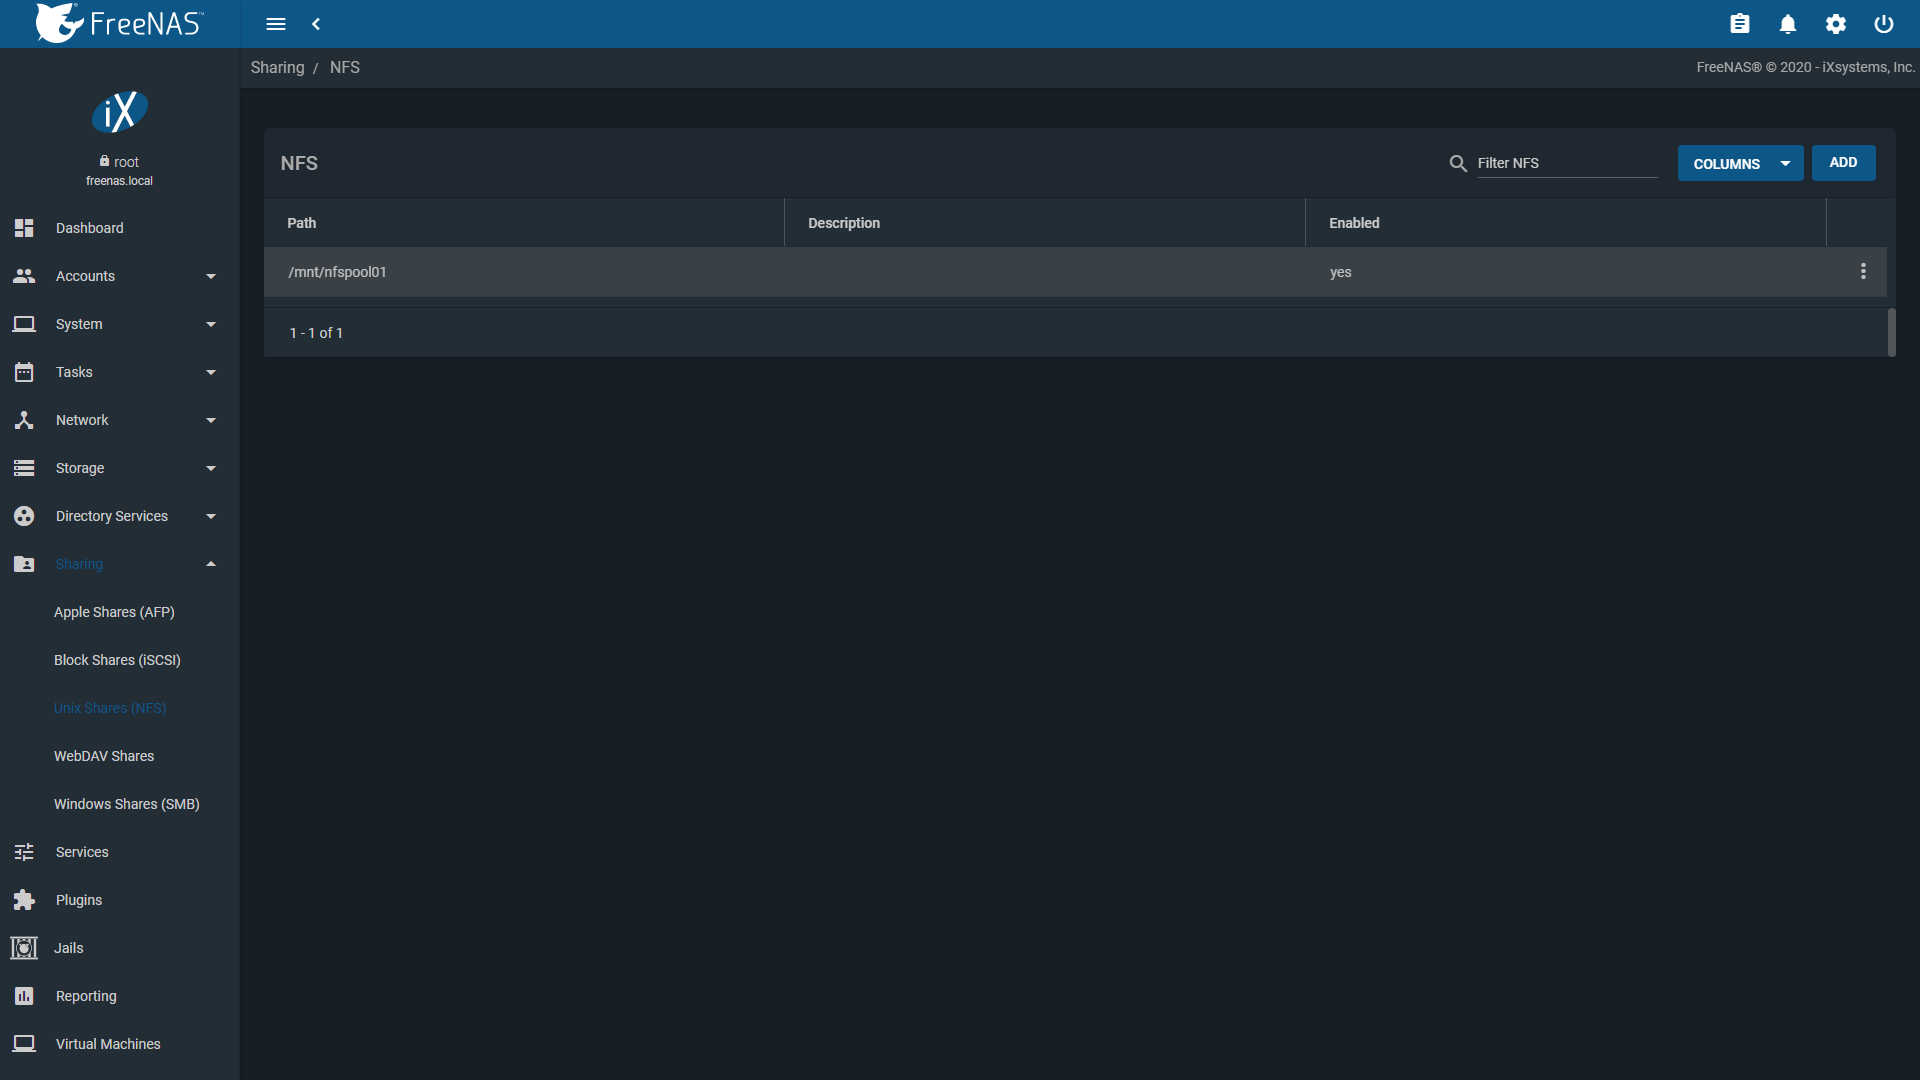 FreeNAS™
Sharing / NFS
FreeNAS® © 2020 - iXsystems, Inc.
iX
root
freenas.local
Dashboard
Accounts
System
Tasks
Network
Storage
Directory Services
Sharing
Apple Shares (AFP)
Block Shares (iSCSI)
Unix Shares (NFS)
WebDAV Shares
Windows Shares (SMB)
Services
Plugins
Jails
Reporting
Virtual Machines
NFS
Filter NFS
COLUMNS
ADD
Path Description Enabled
/mnt/nfspool01 yes
1 - 1 of 1